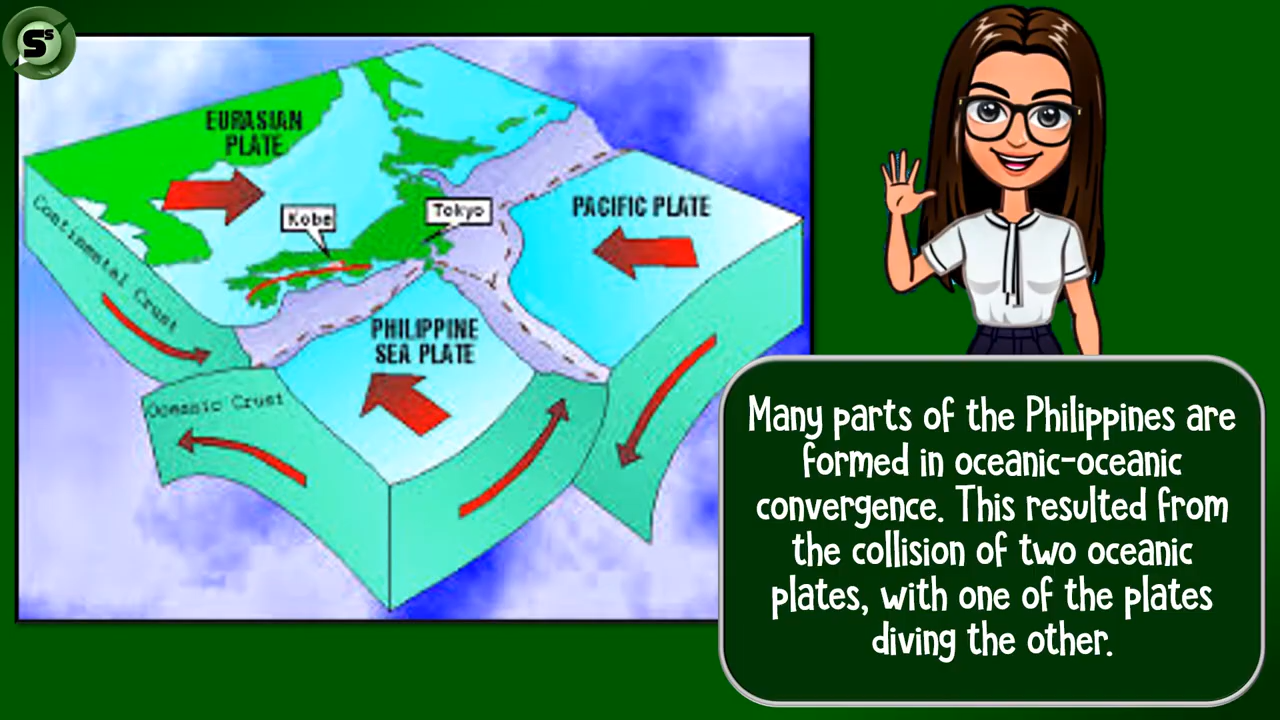 Ss
EURASIAN
PLATE
Continental Crust
Kobe
Tokyo
PACIFIC PLATE
PHILIPPINE
SEA PLATE
Oceanic Crust
Many parts of the Philippines are
formed in oceanic-oceanic
convergence. This resulted from
the collision of two oceanic
plates, with one of the plates
diving the other.